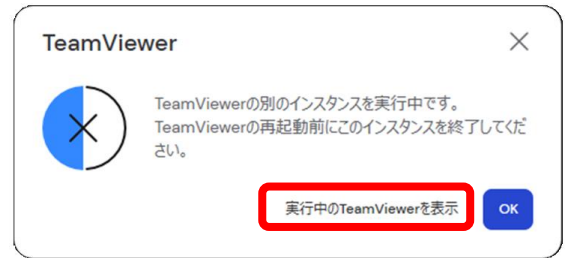 TeamViewer
TeamViewerの別のインスタンスを実行中です。
TeamViewerの再起動前にこのインスタンスを終了してくだ
さい。
実行中のTeamViewerを表示
OK